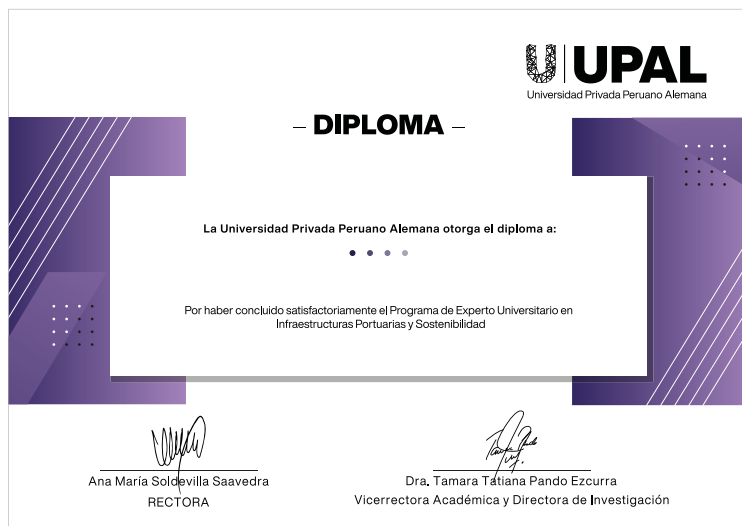 UPAL
Universidad Privada Peruano Alemana
– DIPLOMA –
La Universidad Privada Peruano Alemana otorga el diploma a:
Por haber concluido satisfactoriamente el Programa de Experto Universitario en
Infraestructuras Portuarias y Sostenibilidad
Ana María Soldevilla Saavedra
RECTORA
Dra. Tamara Tatiana Pando Ezcurra
Vicerrectora Académica y Directora de Investigación